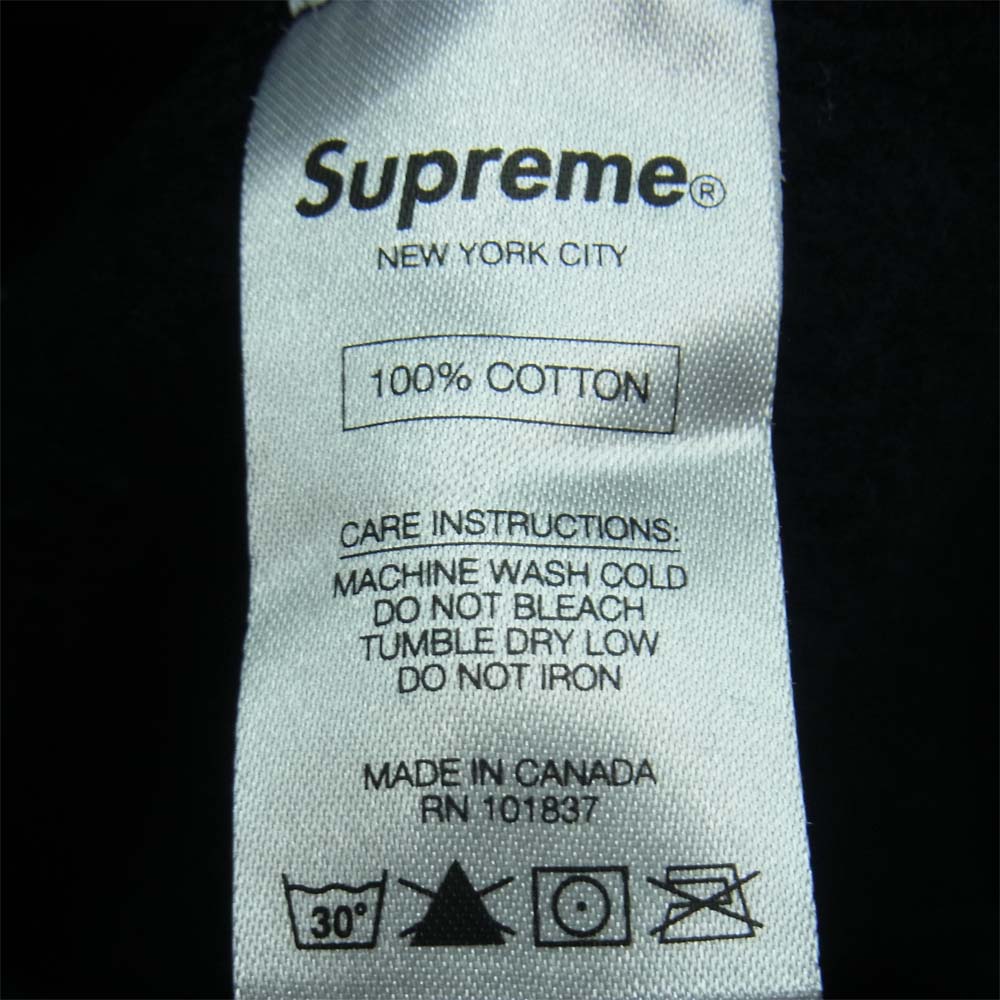 Supreme®
NEW YORK CITY
100% COTTON
CARE INSTRUCTIONS:
MACHINE WASH COLD
DO NOT BLEACH
TUMBLE DRY LOW
DO NOT IRON
MADE IN CANADA
RN 101837
30°